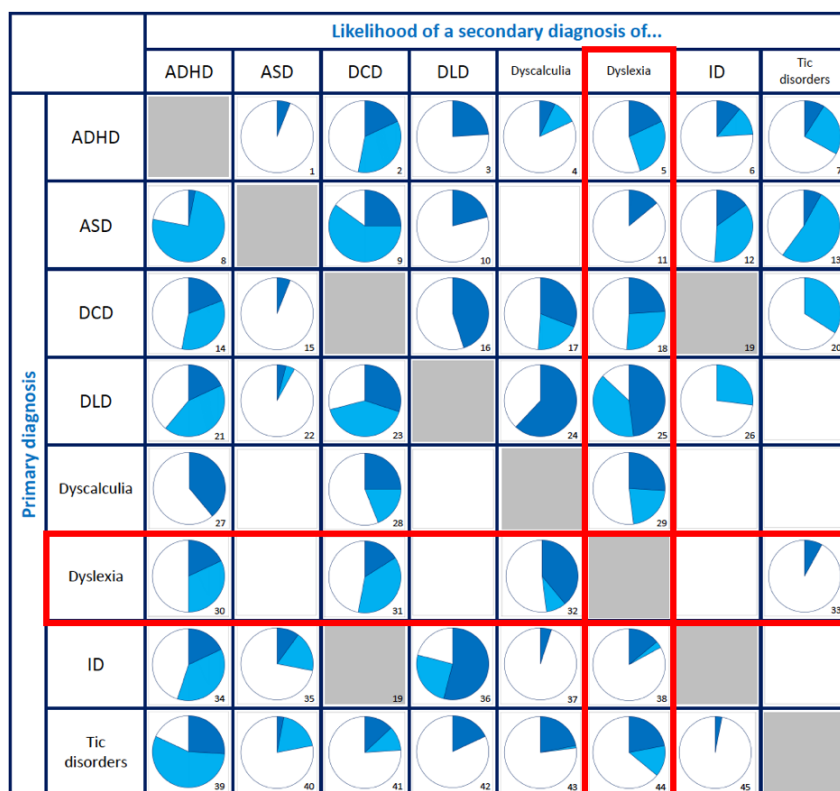 Likelihood of a secondary diagnosis of...
ADHD ASD DCD DLD Dyscalculia Dyslexia ID Tic disorders
Primary diagnosis
ADHD 1 2 3 4 5 6 7
ASD 8 9 10 11 12 13
DCD 14 15 16 17 18 19 20
DLD 21 22 23 24 25 26
Dyscalculia 27 28 29
Dyslexia 30 31 32 33
ID 34 35 19 36 37 38
Tic disorders 39 40 41 42 43 44 45